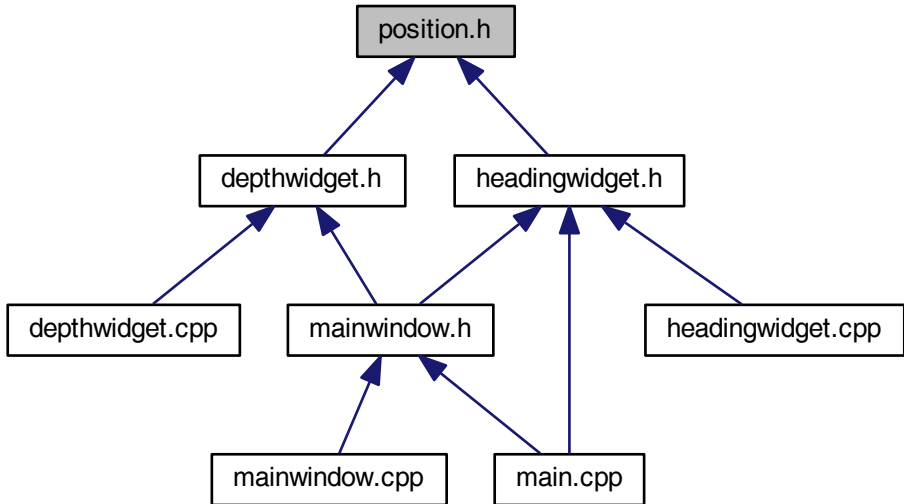 position.h
depthwidget.h
headingwidget.h
depthwidget.cpp
mainwindow.h
headingwidget.cpp
mainwindow.cpp
main.cpp